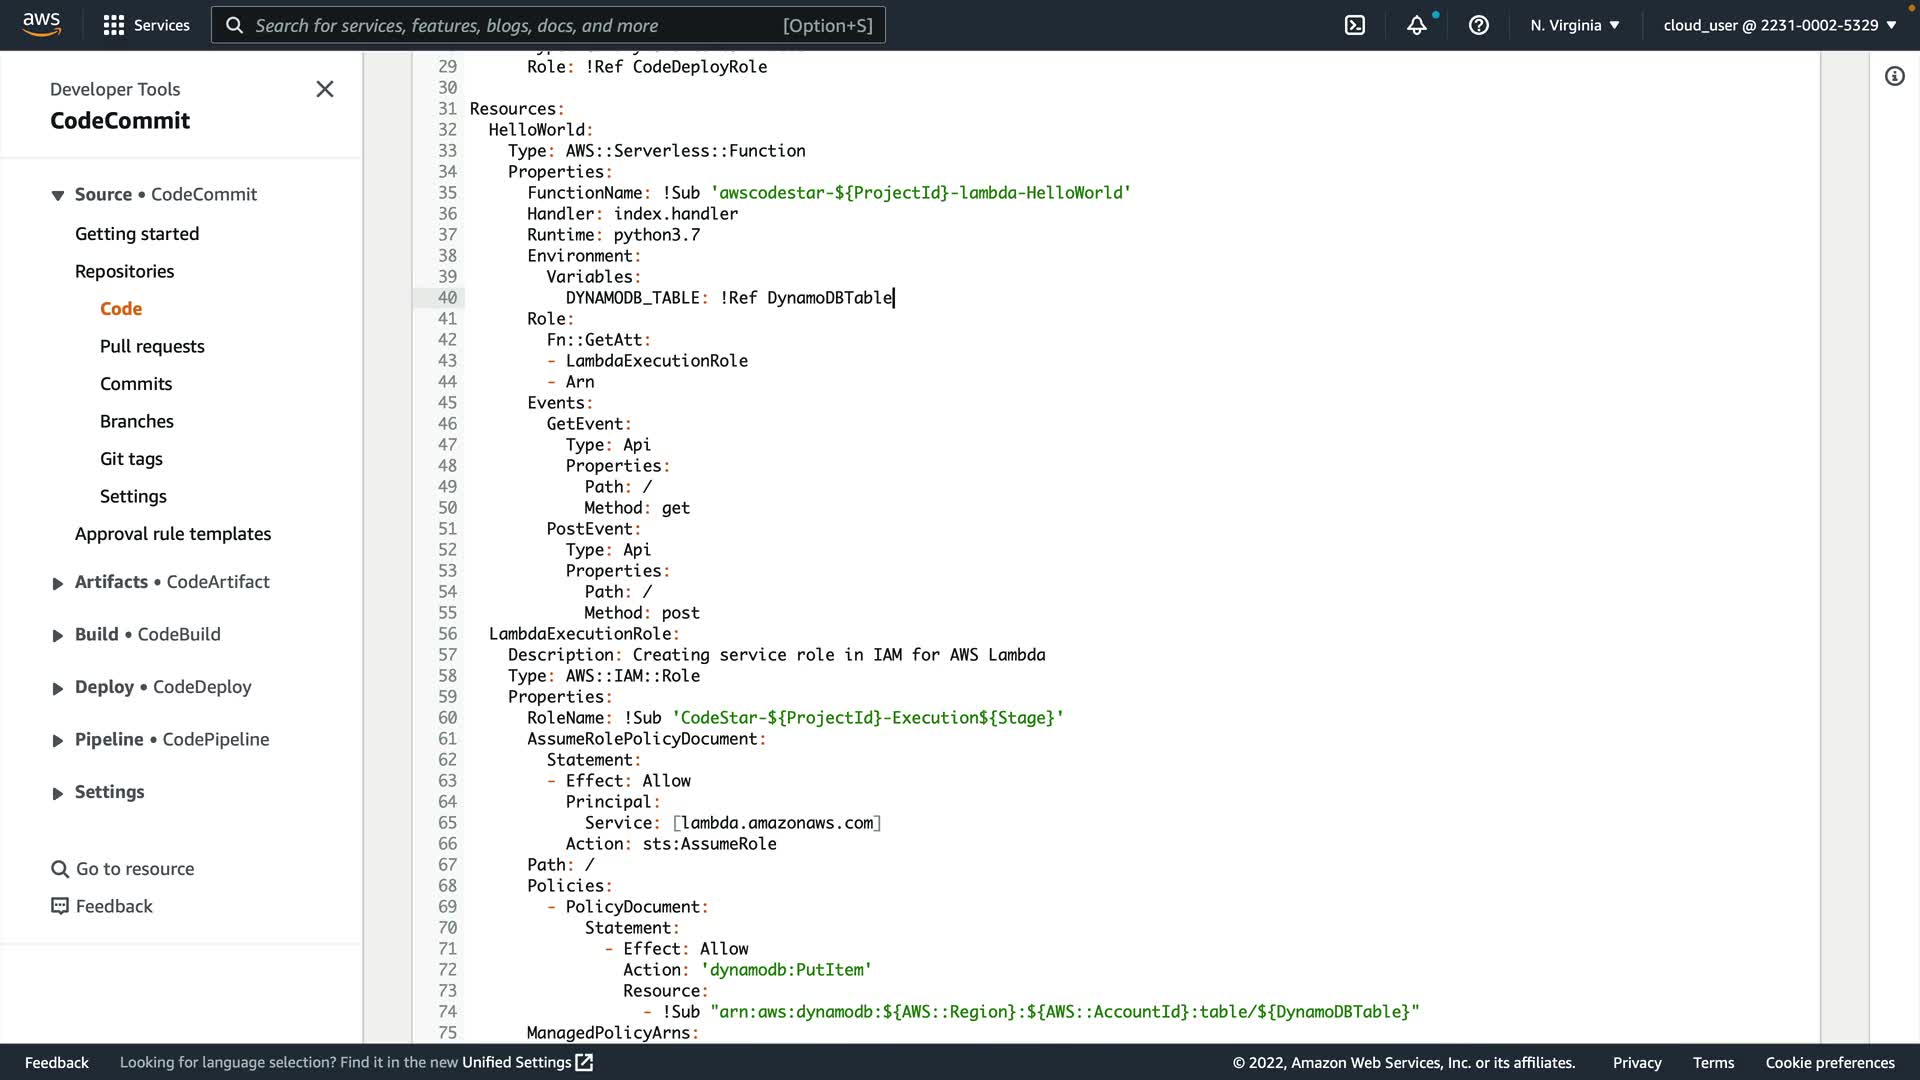 aws
Services
Search for services, features, blogs, docs, and more
[Option+S]
N. Virginia
cloud_user @ 2231-0002-5329
Developer Tools
CodeCommit
Source • CodeCommit
Getting started
Repositories
Code
Pull requests
Commits
Branches
Git tags
Settings
Approval rule templates
Artifacts • CodeArtifact
Build • CodeBuild
Deploy • CodeDeploy
Pipeline • CodePipeline
Settings
Go to resource
Feedback
29 Role: !Ref CodeDeployRole
30
31 Resources:
32 HelloWorld:
33 Type: AWS::Serverless::Function
34 Properties:
35 FunctionName: !Sub 'awscodestar-${ProjectId}-lambda-HelloWorld'
36 Handler: index.handler
37 Runtime: python3.7
38 Environment:
39 Variables:
40 DYNAMODB_TABLE: !Ref DynamoDBTable
41 Role:
42 Fn::GetAtt:
43 - LambdaExecutionRole
44 - Arn
45 Events:
46 GetEvent:
47 Type: Api
48 Properties:
49 Path: /
50 Method: get
51 PostEvent:
52 Type: Api
53 Properties:
54 Path: /
55 Method: post
56 LambdaExecutionRole:
57 Description: Creating service role in IAM for AWS Lambda
58 Type: AWS::IAM::Role
59 Properties:
60 RoleName: !Sub 'CodeStar-${ProjectId}-Execution${Stage}'
61 AssumeRolePolicyDocument:
62 Statement:
63 - Effect: Allow
64 Principal:
65 Service: [lambda.amazonaws.com]
66 Action: sts:AssumeRole
67 Path: /
68 Policies:
69 - PolicyDocument:
70 Statement:
71 - Effect: Allow
72 Action: 'dynamodb:PutItem'
73 Resource:
74 - !Sub "arn:aws:dynamodb:${AWS::Region}:${AWS::AccountId}:table/${DynamoDBTable}"
75 ManagedPolicyArns:
Feedback
Looking for language selection? Find it in the new Unified Settings
© 2022, Amazon Web Services, Inc. or its affiliates.
Privacy
Terms
Cookie preferences